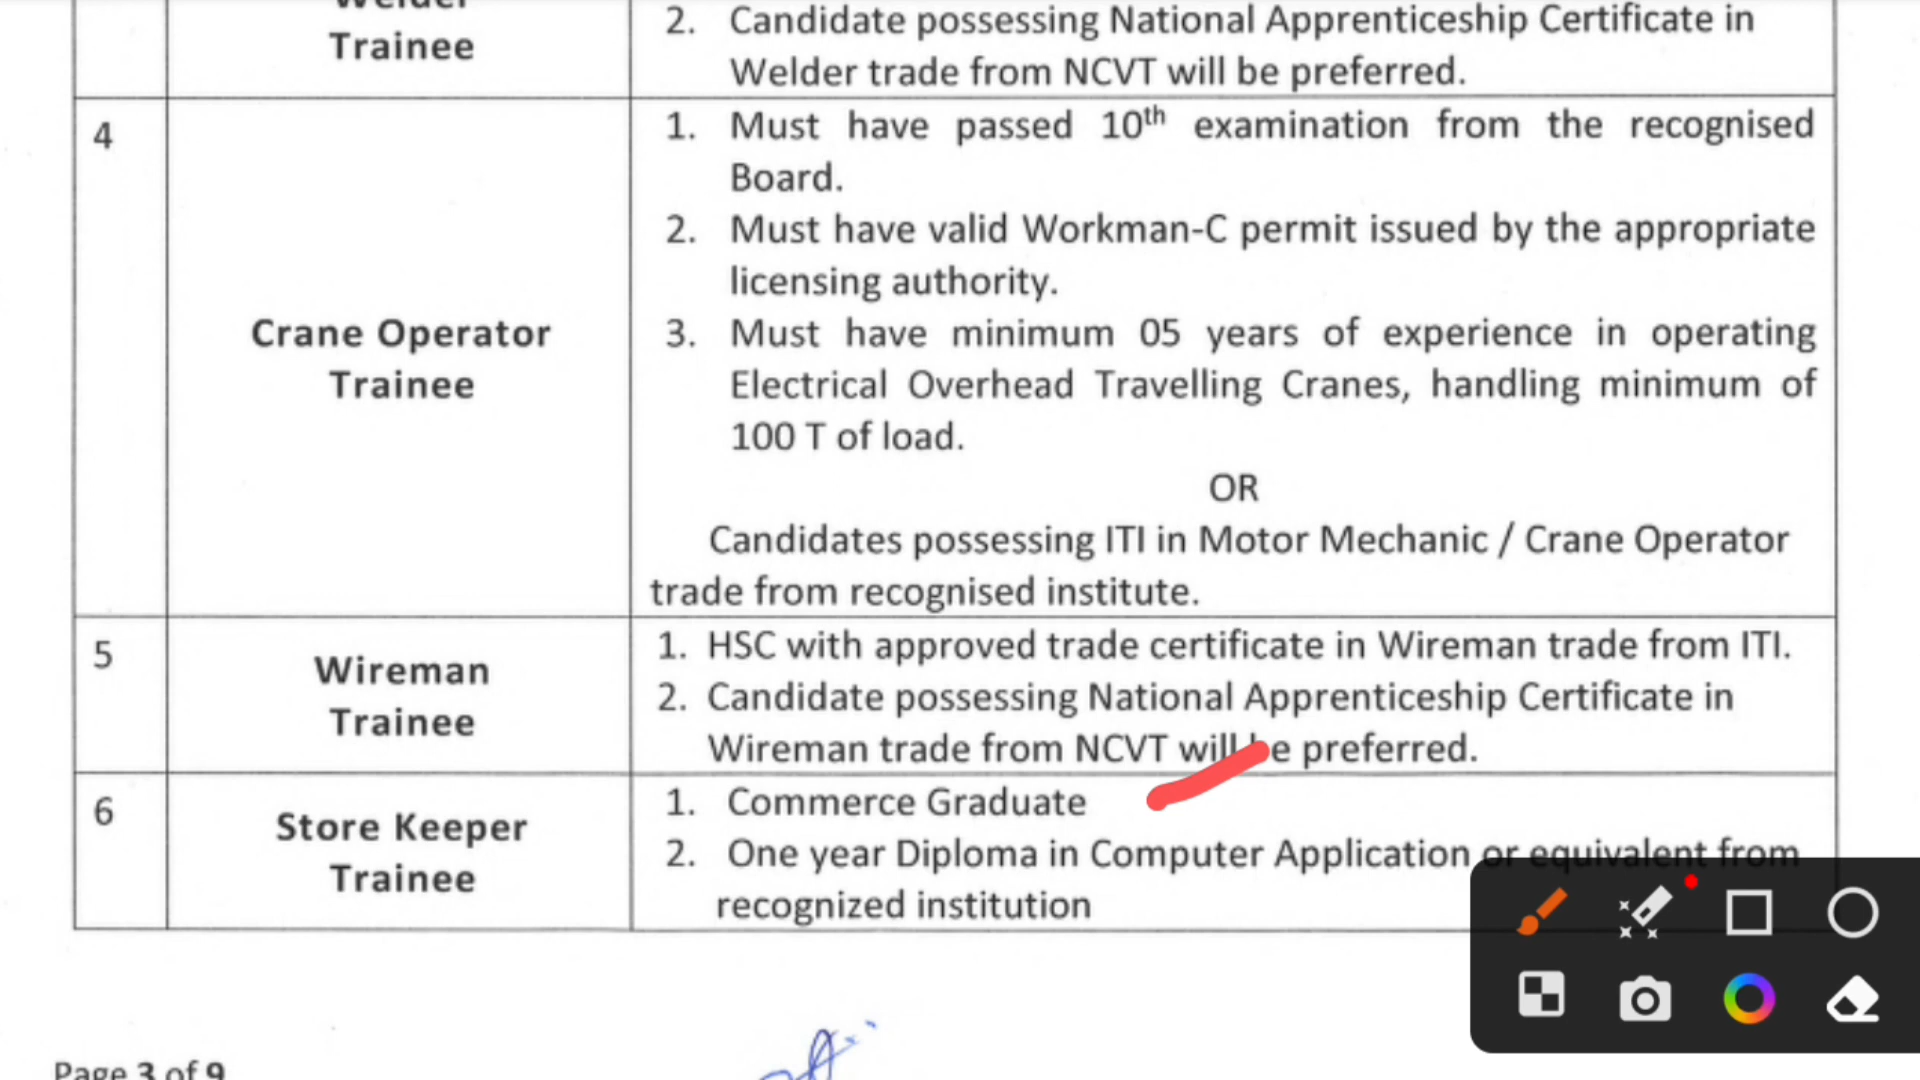 Welder
Trainee
2. Candidate possessing National Apprenticeship Certificate in
Welder trade from NCVT will be preferred.
4
Crane Operator
Trainee
1. Must have passed 10th examination from the recognised
Board.
2. Must have valid Workman-C permit issued by the appropriate
licensing authority.
3. Must have minimum 05 years of experience in operating
Electrical Overhead Travelling Cranes, handling minimum of
100 T of load.
OR
Candidates possessing ITI in Motor Mechanic / Crane Operator
trade from recognised institute.
5
Wireman
Trainee
1. HSC with approved trade certificate in Wireman trade from ITI.
2. Candidate possessing National Apprenticeship Certificate in
Wireman trade from NCVT will be preferred.
6
Store Keeper
Trainee
1. Commerce Graduate
2. One year Diploma in Computer Application or equivalent from
recognized institution
Page 3 of 9